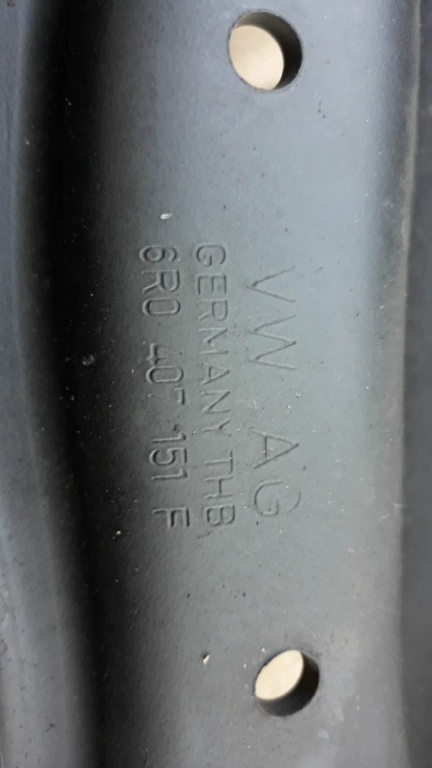 VW AG
GERMANY THB
6R0 407 151 F